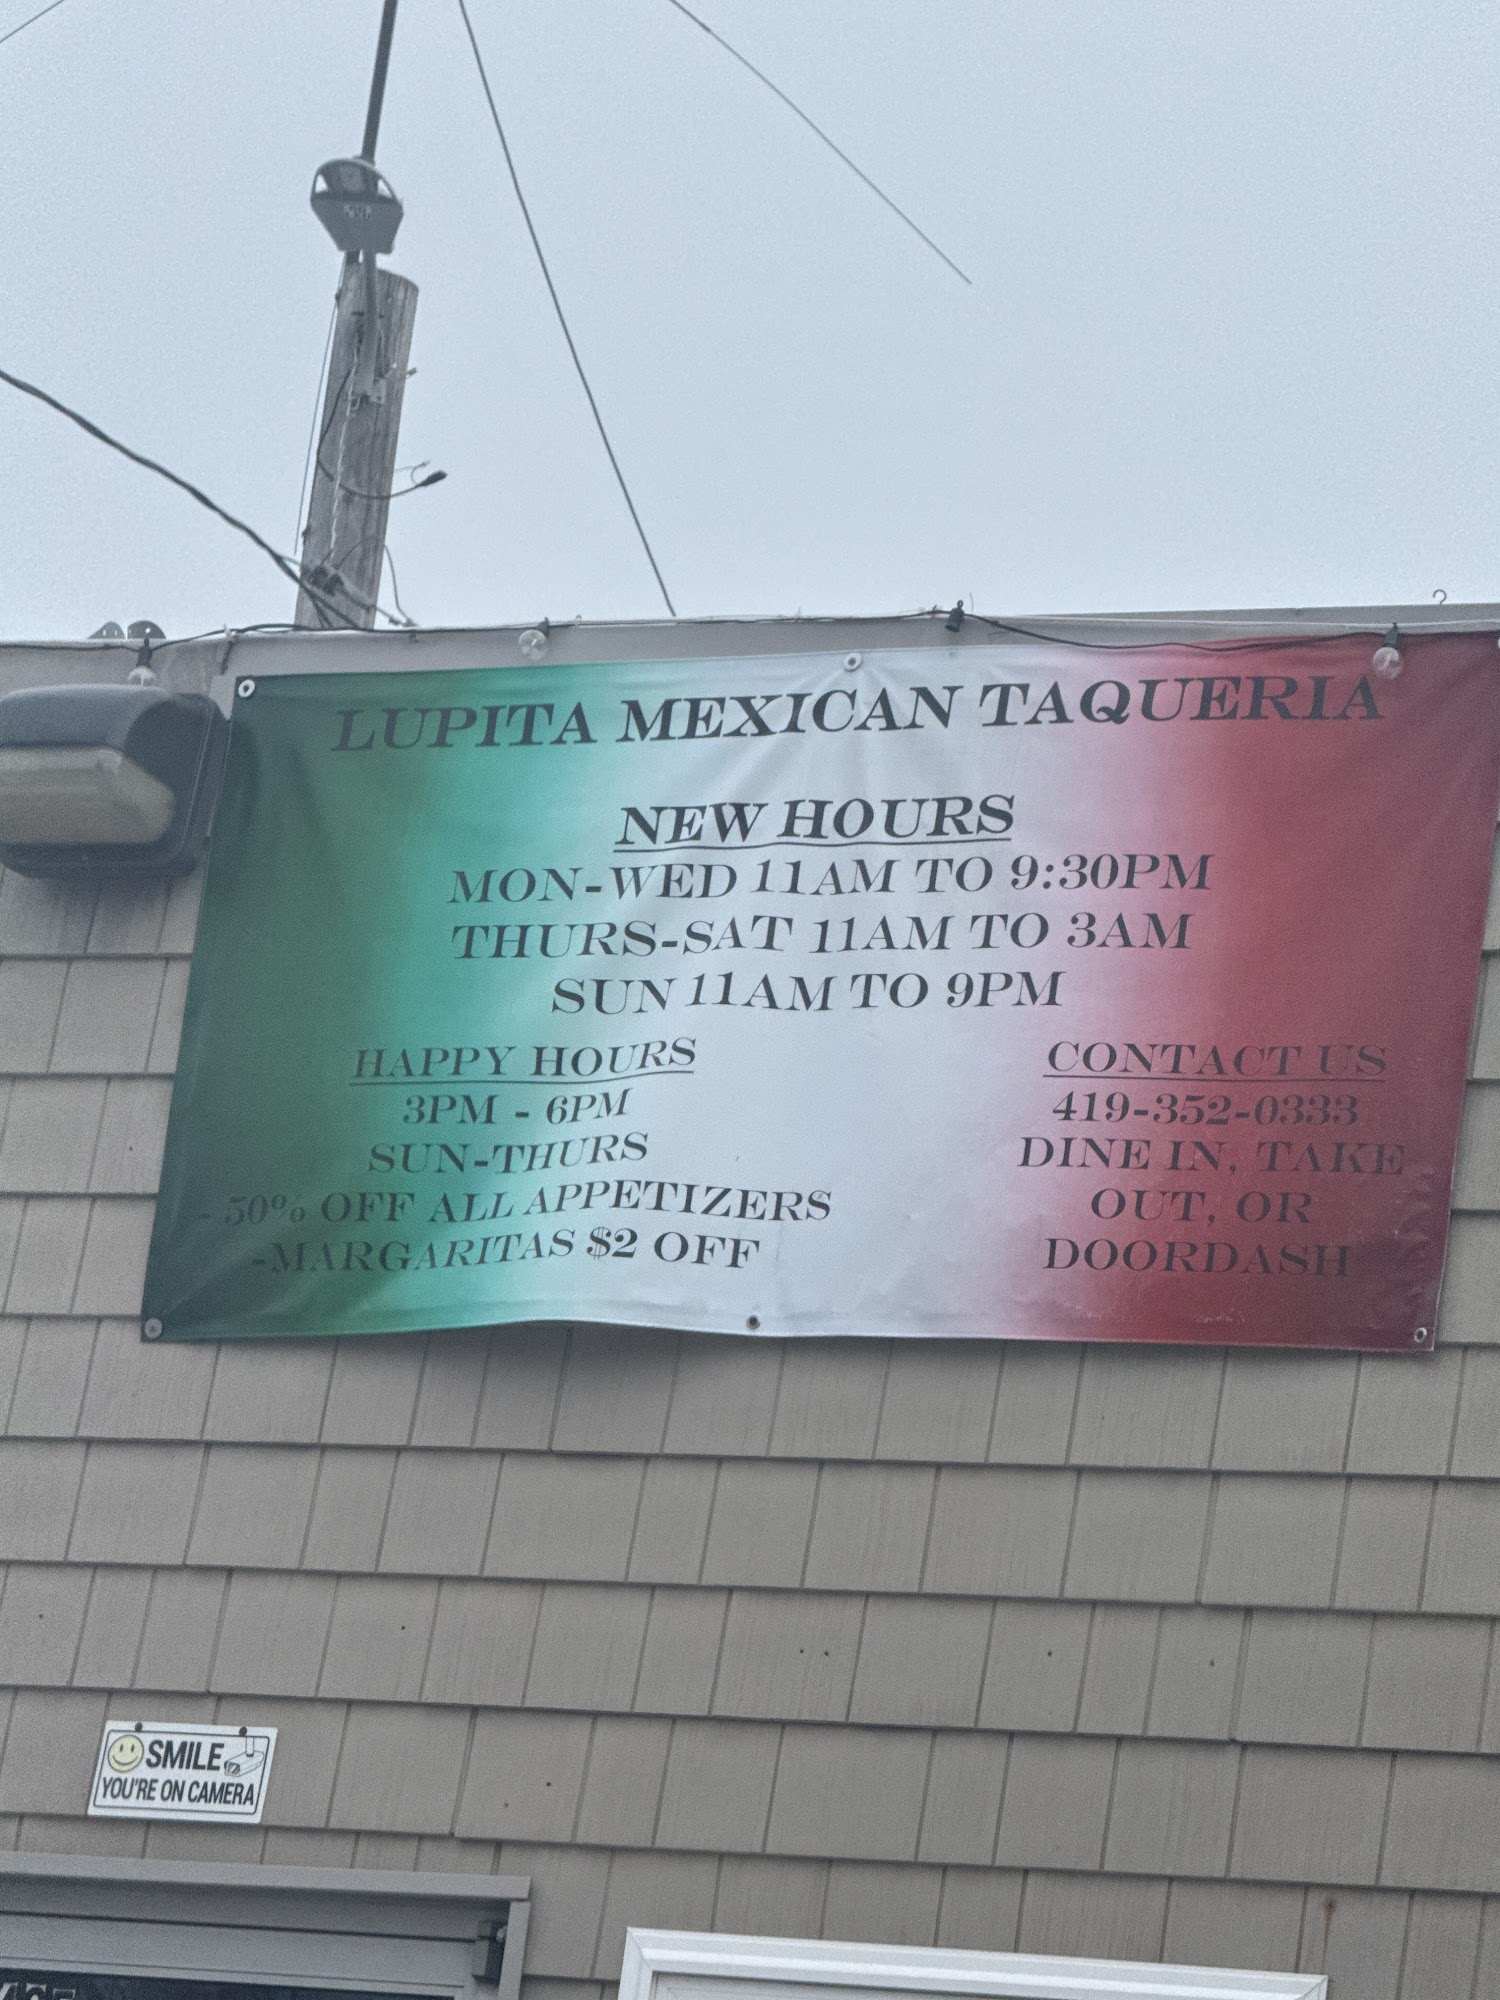 LUPITA MEXICAN TAQUERIA
NEW HOURS
MON-WED 11AM TO 9:30PM
THURS-SAT 11AM TO 3AM
SUN 11AM TO 9PM
HAPPY HOURS
3PM - 6PM
SUN-THURS
- 50% OFF ALL APPETIZERS
-MARGARITAS $2 OFF
CONTACT US
419-352-0333
DINE IN, TAKE
OUT, OR
DOORDASH
SMILE
YOU'RE ON CAMERA